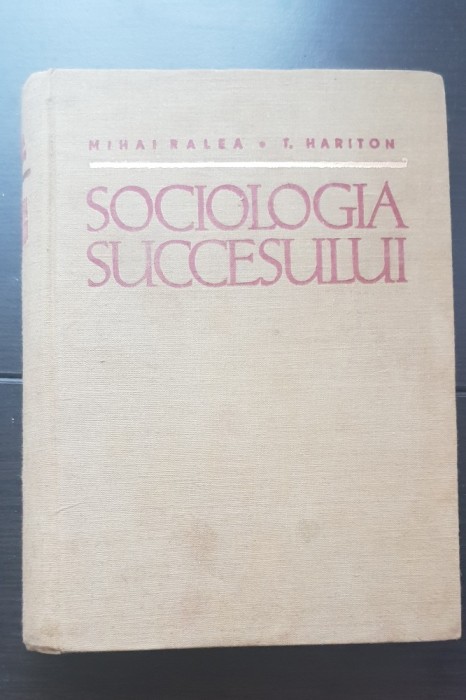 MIHAI RALEA • T. HARITON
SOCIOLOGIA
SUCCESULUI